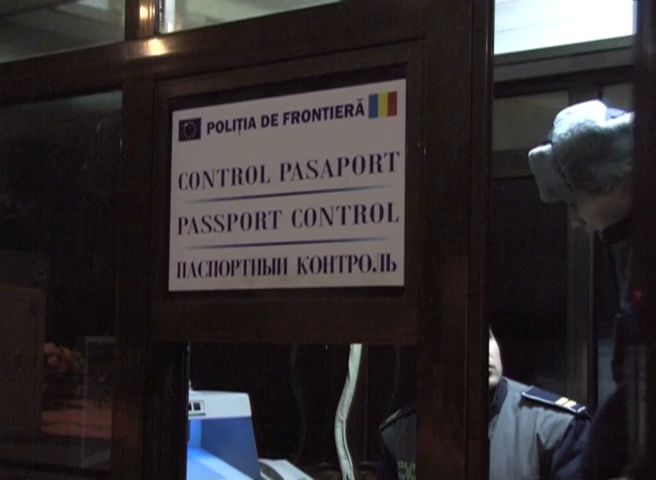 POLIȚIA DE FRONTIERĂ
CONTROL PASAPORT
PASSPORT CONTROL
ПАСПОРТНЫЙ КОНТРОЛЬ